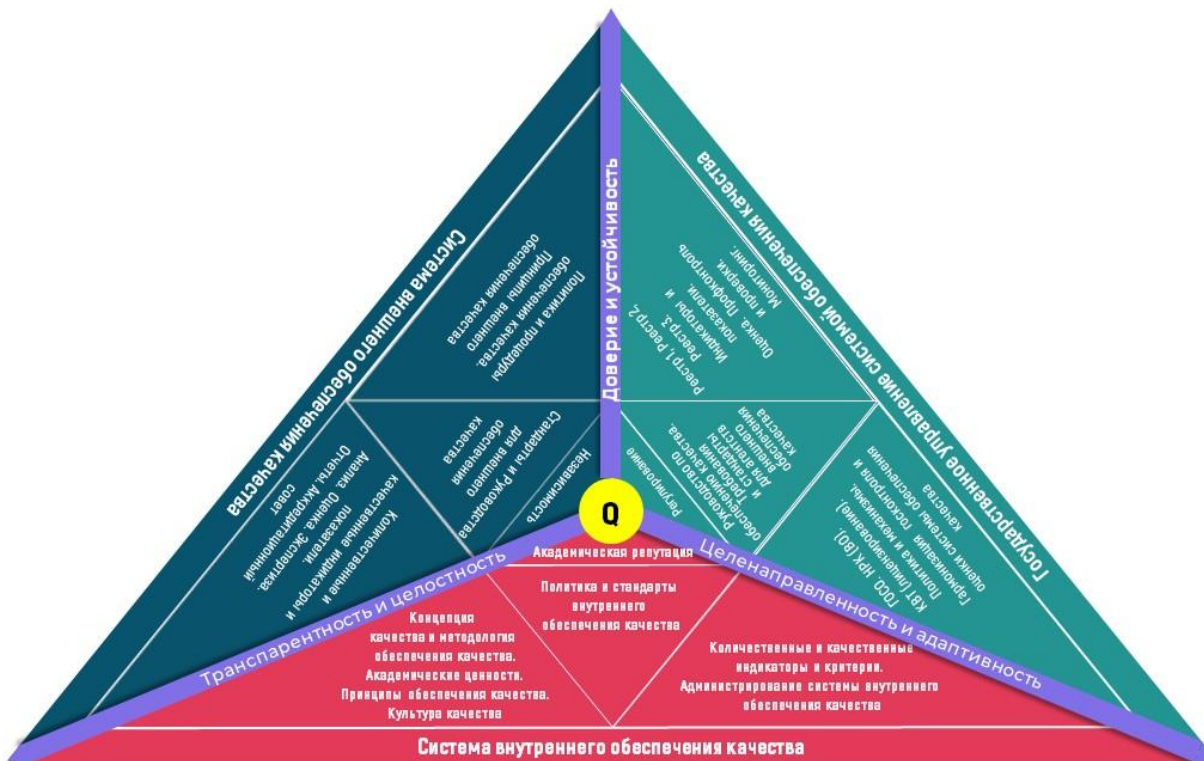 Система внешнего обеспечения качества
Политика и процедуры
обеспечения качества.
Принципы внешнего
обеспечения качества
Стандарты и Руководства
для внешнего
обеспечения
качества
Независимость
Количественные и
качественные индикаторы и
показатели.
Анализ. Оценка. Экспертиза.
Отчеты. Аккредитационный
совет
Доверие и устойчивость
Государственное управление системой обеспечения качества
Мониторинг.
Оценка. Профконтроль
и проверки.
Индикаторы и
показатели.
Реестр 1, Реестр 2,
Реестр 3
Регулирование
Руководство по
обеспечению качества.
Требования
и стандарты
для агентств
внешнего
обеспечения
качества
ГОСО, НРК (ВО),
КВТ (лицензирование),
Политика и механизмы,
госконтроля и
Гармонизация
оценки системы обеспечения
качества
Q
Транспарентность и целостность
Целенаправленность и адаптивность
Академическая репутация
Политика и стандарты
внутреннего
обеспечения качества
Концепция
качества и методология
обеспечения качества.
Академические ценности.
Принципы обеспечения качества.
Культура качества
Количественные и качественные
индикаторы и критерии.
Администрирование системы внутреннего
обеспечения качества
Система внутреннего обеспечения качества